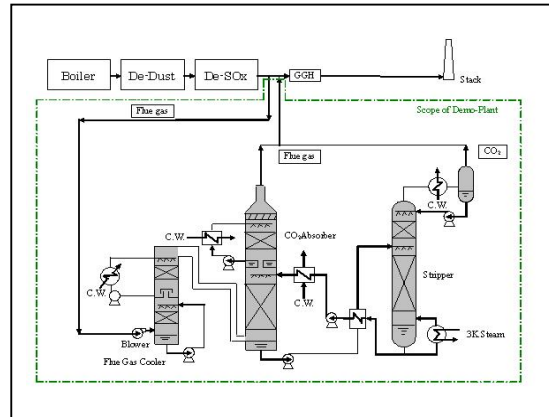 Boiler
De-Dust
De-SOx
GGH
Stack
Flue gas
Scope of Demo-Plant
Flue gas
CO₂
C.W.
CO₂Absorber
C.W.
C.W.
C.W.
Stripper
Blower
3K Steam
Flue Gas Cooler